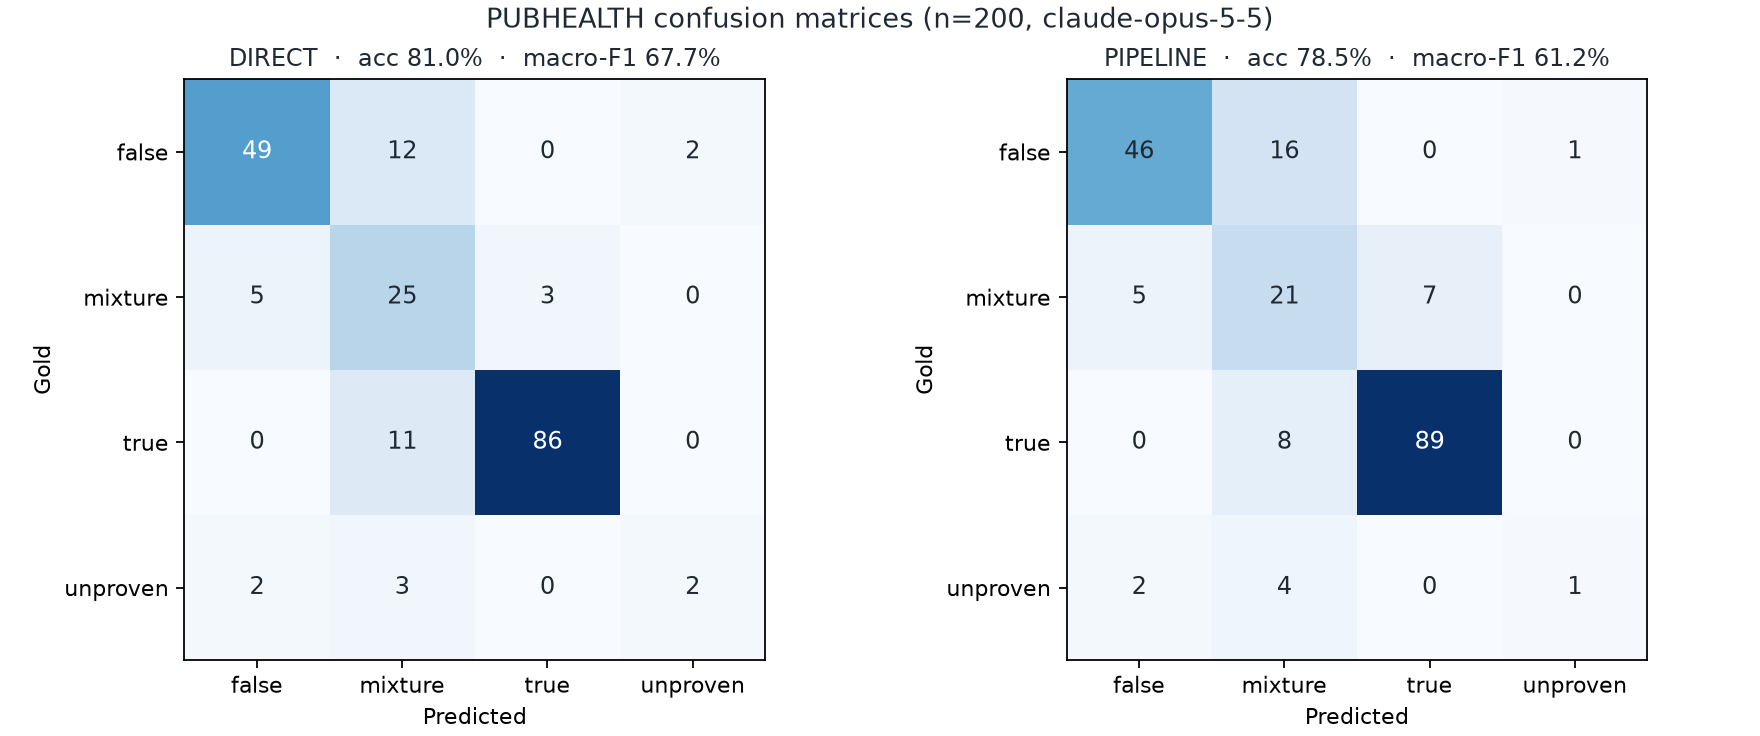 PUBHEALTH confusion matrices (n=200, claude-opus-5-5)
DIRECT · acc 81.0% · macro-F1 67.7%
false 49 12 0 2
mixture 5 25 3 0
true 0 11 86 0
unproven 2 3 0 2
false mixture true unproven
Predicted
Gold
PIPELINE · acc 78.5% · macro-F1 61.2%
false 46 16 0 1
mixture 5 21 7 0
true 0 8 89 0
unproven 2 4 0 1
false mixture true unproven
Predicted
Gold